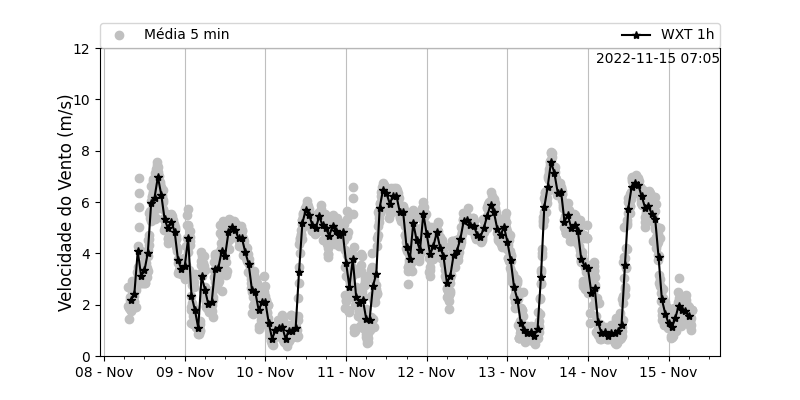 Média 5 min
WXT 1h
2022-11-15 07:05
Velocidade do Vento (m/s)
12
10
8
6
4
2
0
08 - Nov
09 - Nov
10 - Nov
11 - Nov
12 - Nov
13 - Nov
14 - Nov
15 - Nov